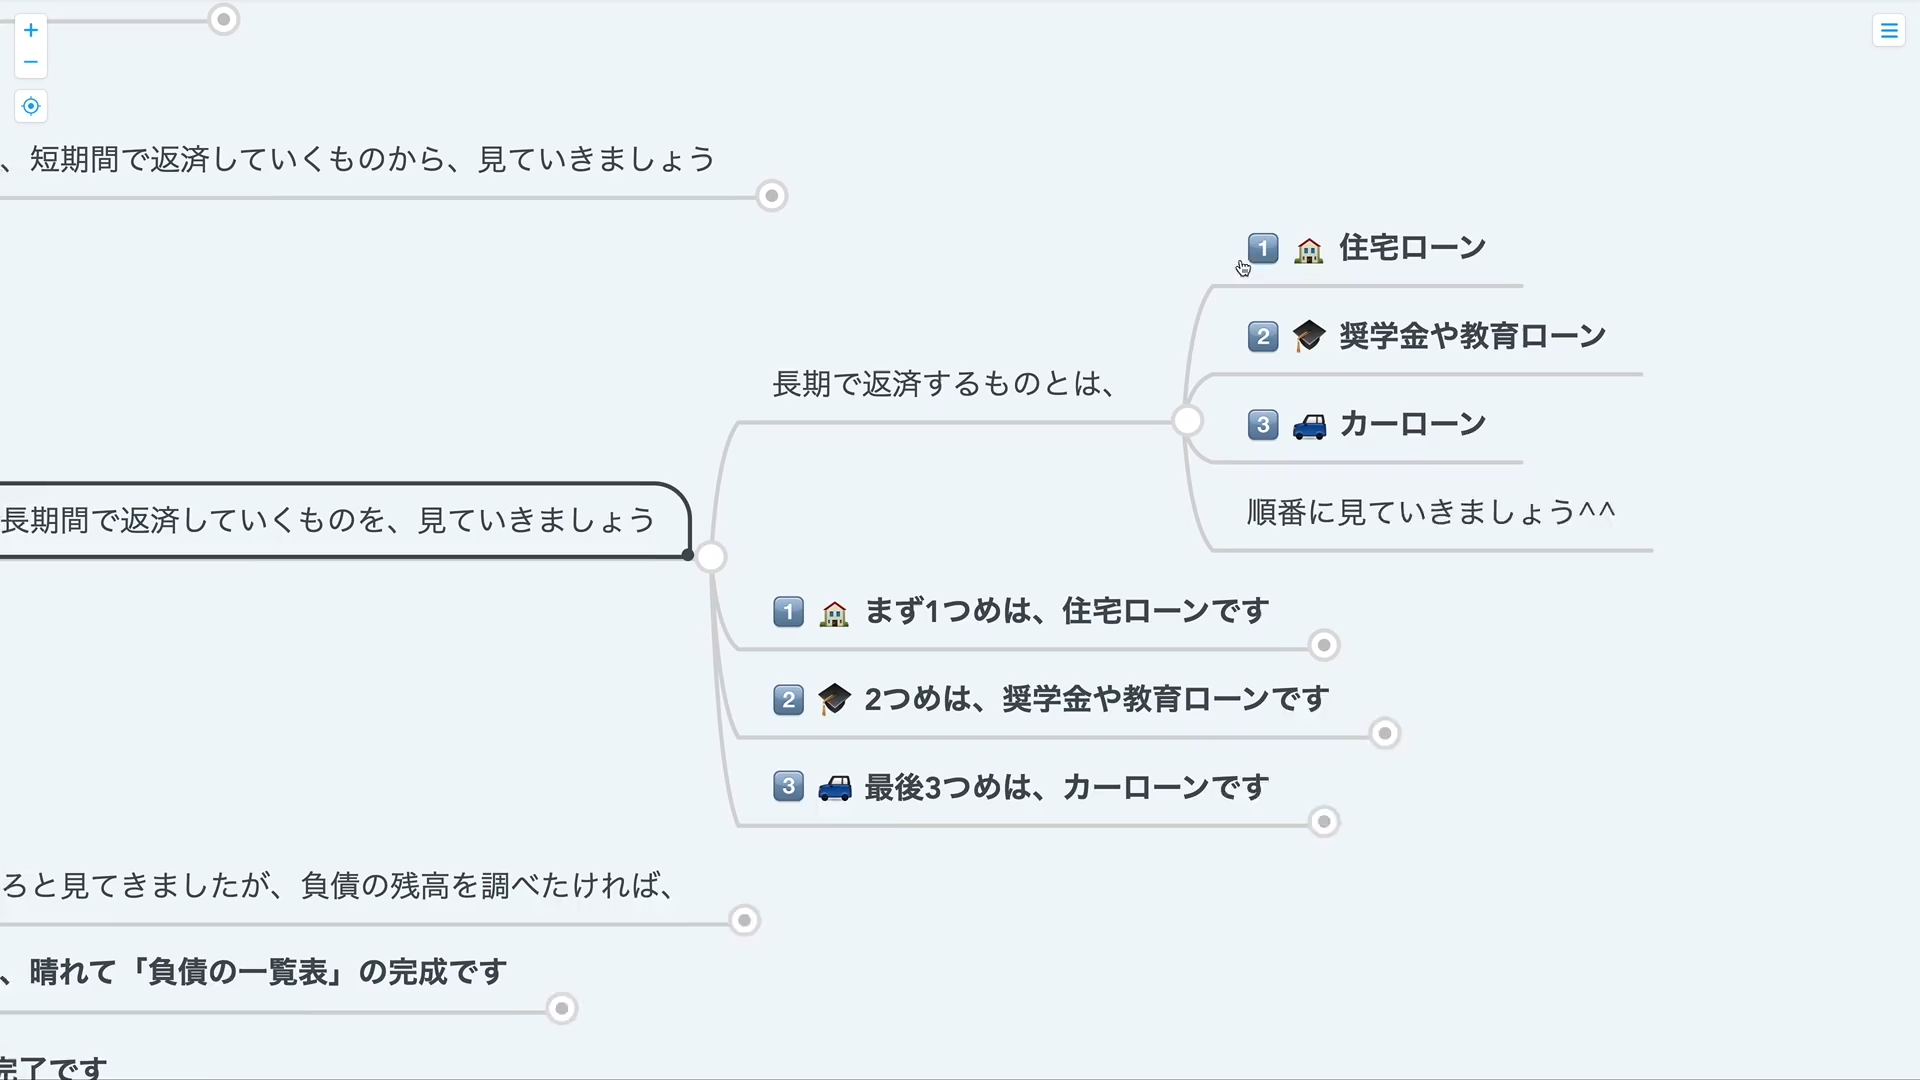 、短期間で返済していくものから、見ていきましょう
1 住宅ローン
2 奨学金や教育ローン
3 カーローン
順番に見ていきましょう^^
長期で返済するものとは、
長期間で返済していくものを、見ていきましょう
1 まず1つめは、住宅ローンです
2 2つめは、奨学金や教育ローンです
3 最後3つめは、カーローンです
ろと見てきましたが、負債の残高を調べたければ、
、晴れて「負債の一覧表」の完成です
完了です